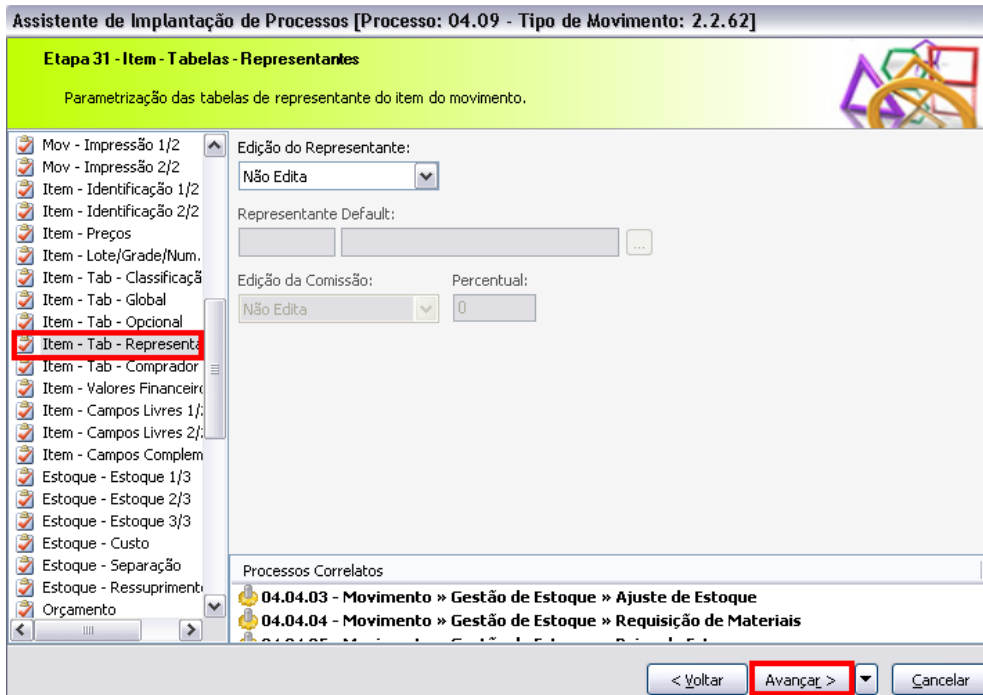 Assistente de Implantação de Processos [Processo: 04.09 - Tipo de Movimento: 2.2.62]
Etapa 31 - Item - Tabelas - Representantes
Parametrização das tabelas de representante do item do movimento.
Mov - Impressão 1/2
Mov - Impressão 2/2
Item - Identificação 1/2
Item - Identificação 2/2
Item - Preços
Item - Lote/Grade/Num.
Item - Tab - Classificaçã
Item - Tab - Global
Item - Tab - Opcional
Item - Tab - Representa
Item - Tab - Comprador
Item - Valores Financeiro
Item - Campos Livres 1/
Item - Campos Livres 2/
Item - Campos Complem
Estoque - Estoque 1/3
Estoque - Estoque 2/3
Estoque - Estoque 3/3
Estoque - Custo
Estoque - Separação
Estoque - Ressuprimento
Orçamento
Edição do Representante:
Não Edita
Representante Default:
...
Edição da Comissão: Percentual:
Não Edita 0
Processos Correlatos
04.04.03 - Movimento » Gestão de Estoque » Ajuste de Estoque
04.04.04 - Movimento » Gestão de Estoque » Requisição de Materiais
< Voltar Avançar > Cancelar